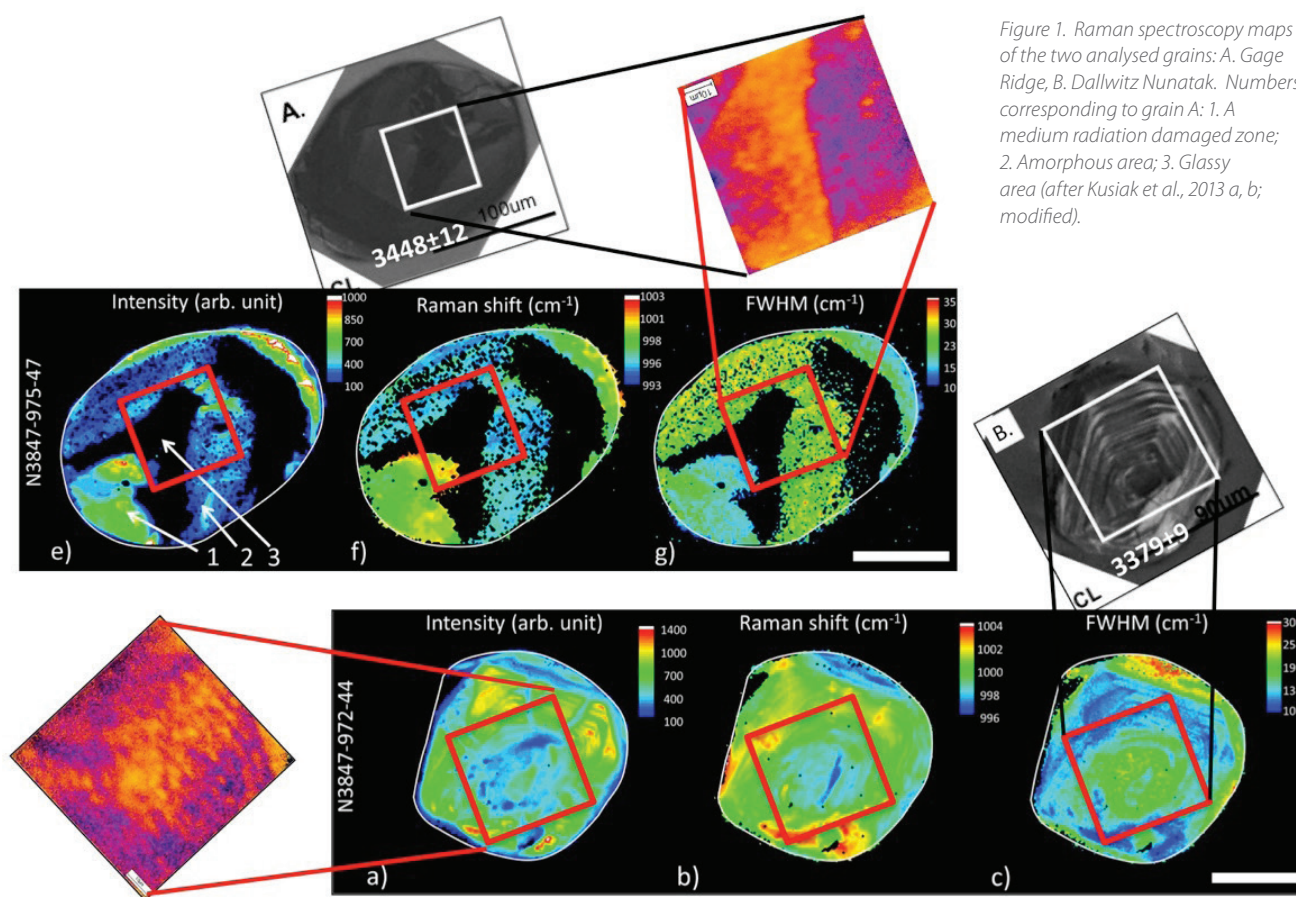 Figure 1. Raman spectroscopy maps
of the two analysed grains: A. Gage
Ridge, B. Dallwitz Nunatak. Numbers
corresponding to grain A: 1. A
medium radiation damaged zone;
2. Amorphous area; 3. Glassy
area (after Kusiak et al., 2013 a, b;
modified).
A.
10µm
100um
3448±12
CL
N3847-975-47
Intensity (arb. unit)
1000
850
700
400
100
Raman shift (cm-1)
1003
1001
998
996
993
FWHM (cm-1)
35
30
25
15
10
1 2 3
e)
f)
g)
B.
90um
3379±9
CL
N3847-972-44
Intensity (arb. unit)
1400
1000
700
400
100
Raman shift (cm-1)
1004
1002
1000
998
996
FWHM (cm-1)
30
25
19
13
10
a)
b)
c)